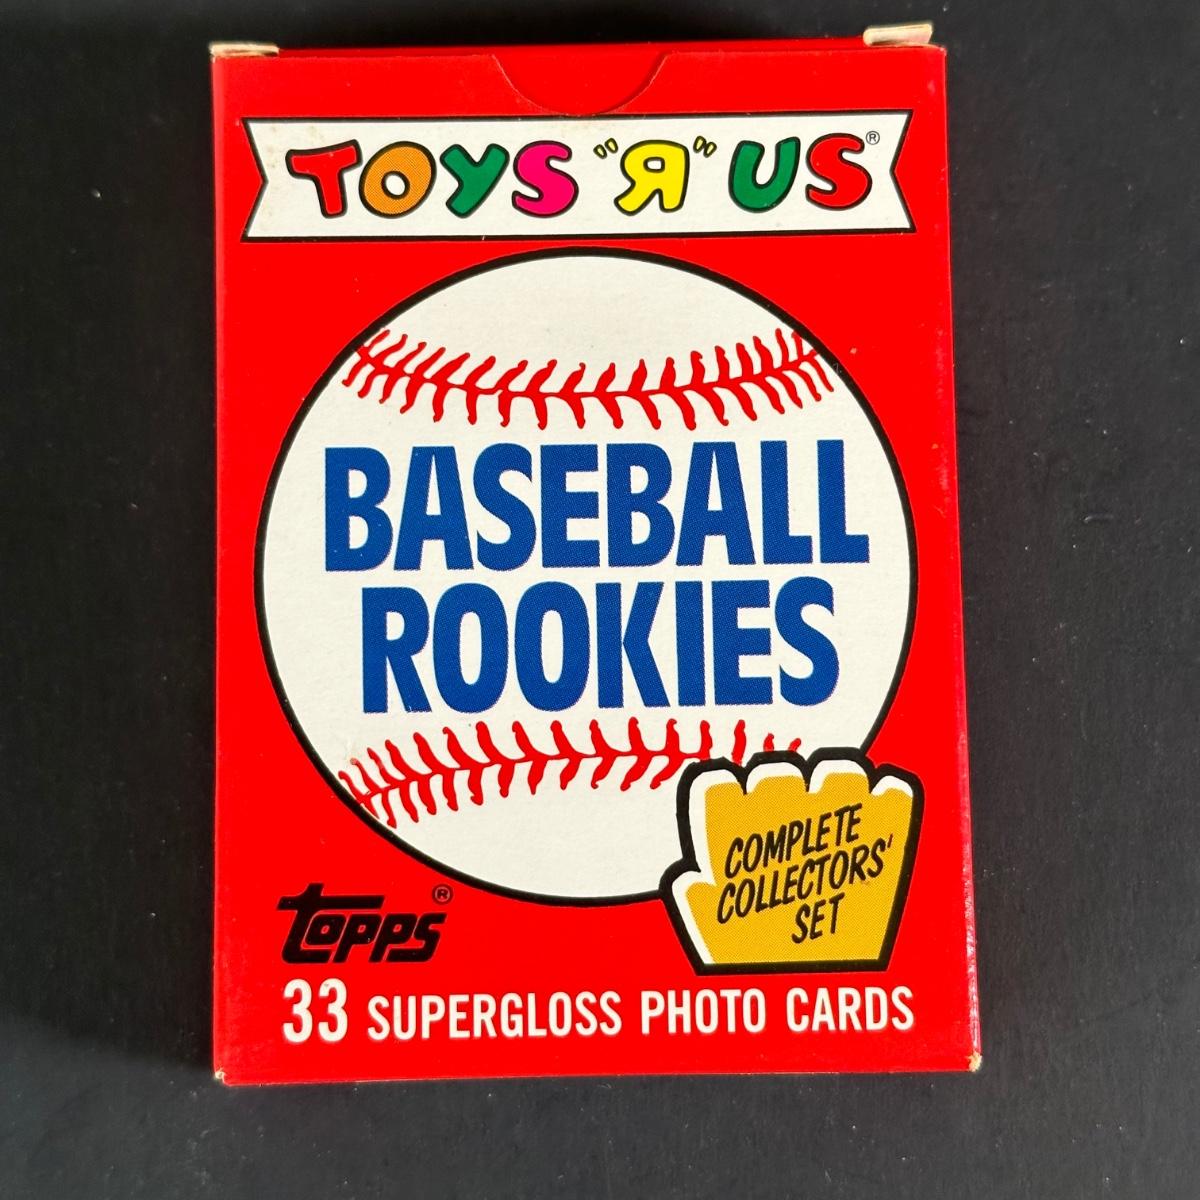 TOYS "Я" US®
BASEBALL
ROOKIES
COMPLETE
COLLECTORS'
SET
TOPPS®
33 SUPERGLOSS PHOTO CARDS